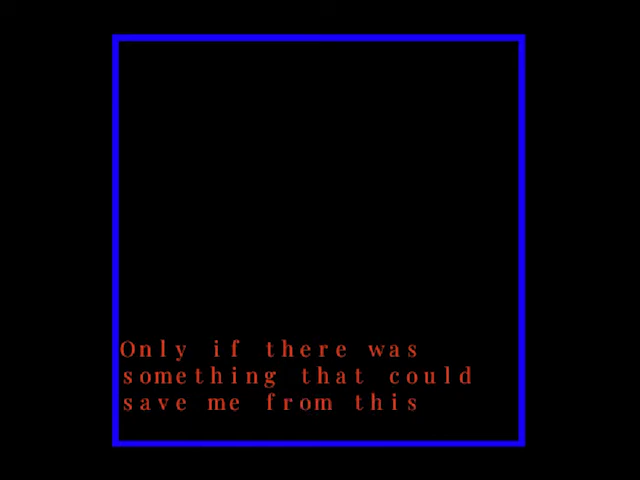 Only if there was
something that could
save me from this